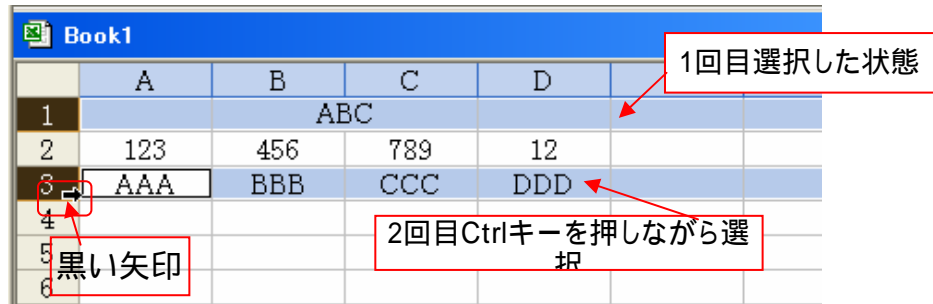 Book1
1回目選択した状態
A B C D
1 ABC
2 123 456 789 12
3 AAA BBB CCC DDD
4
2回目Ctrlキーを押しながら選
択
5
黒い矢印
6